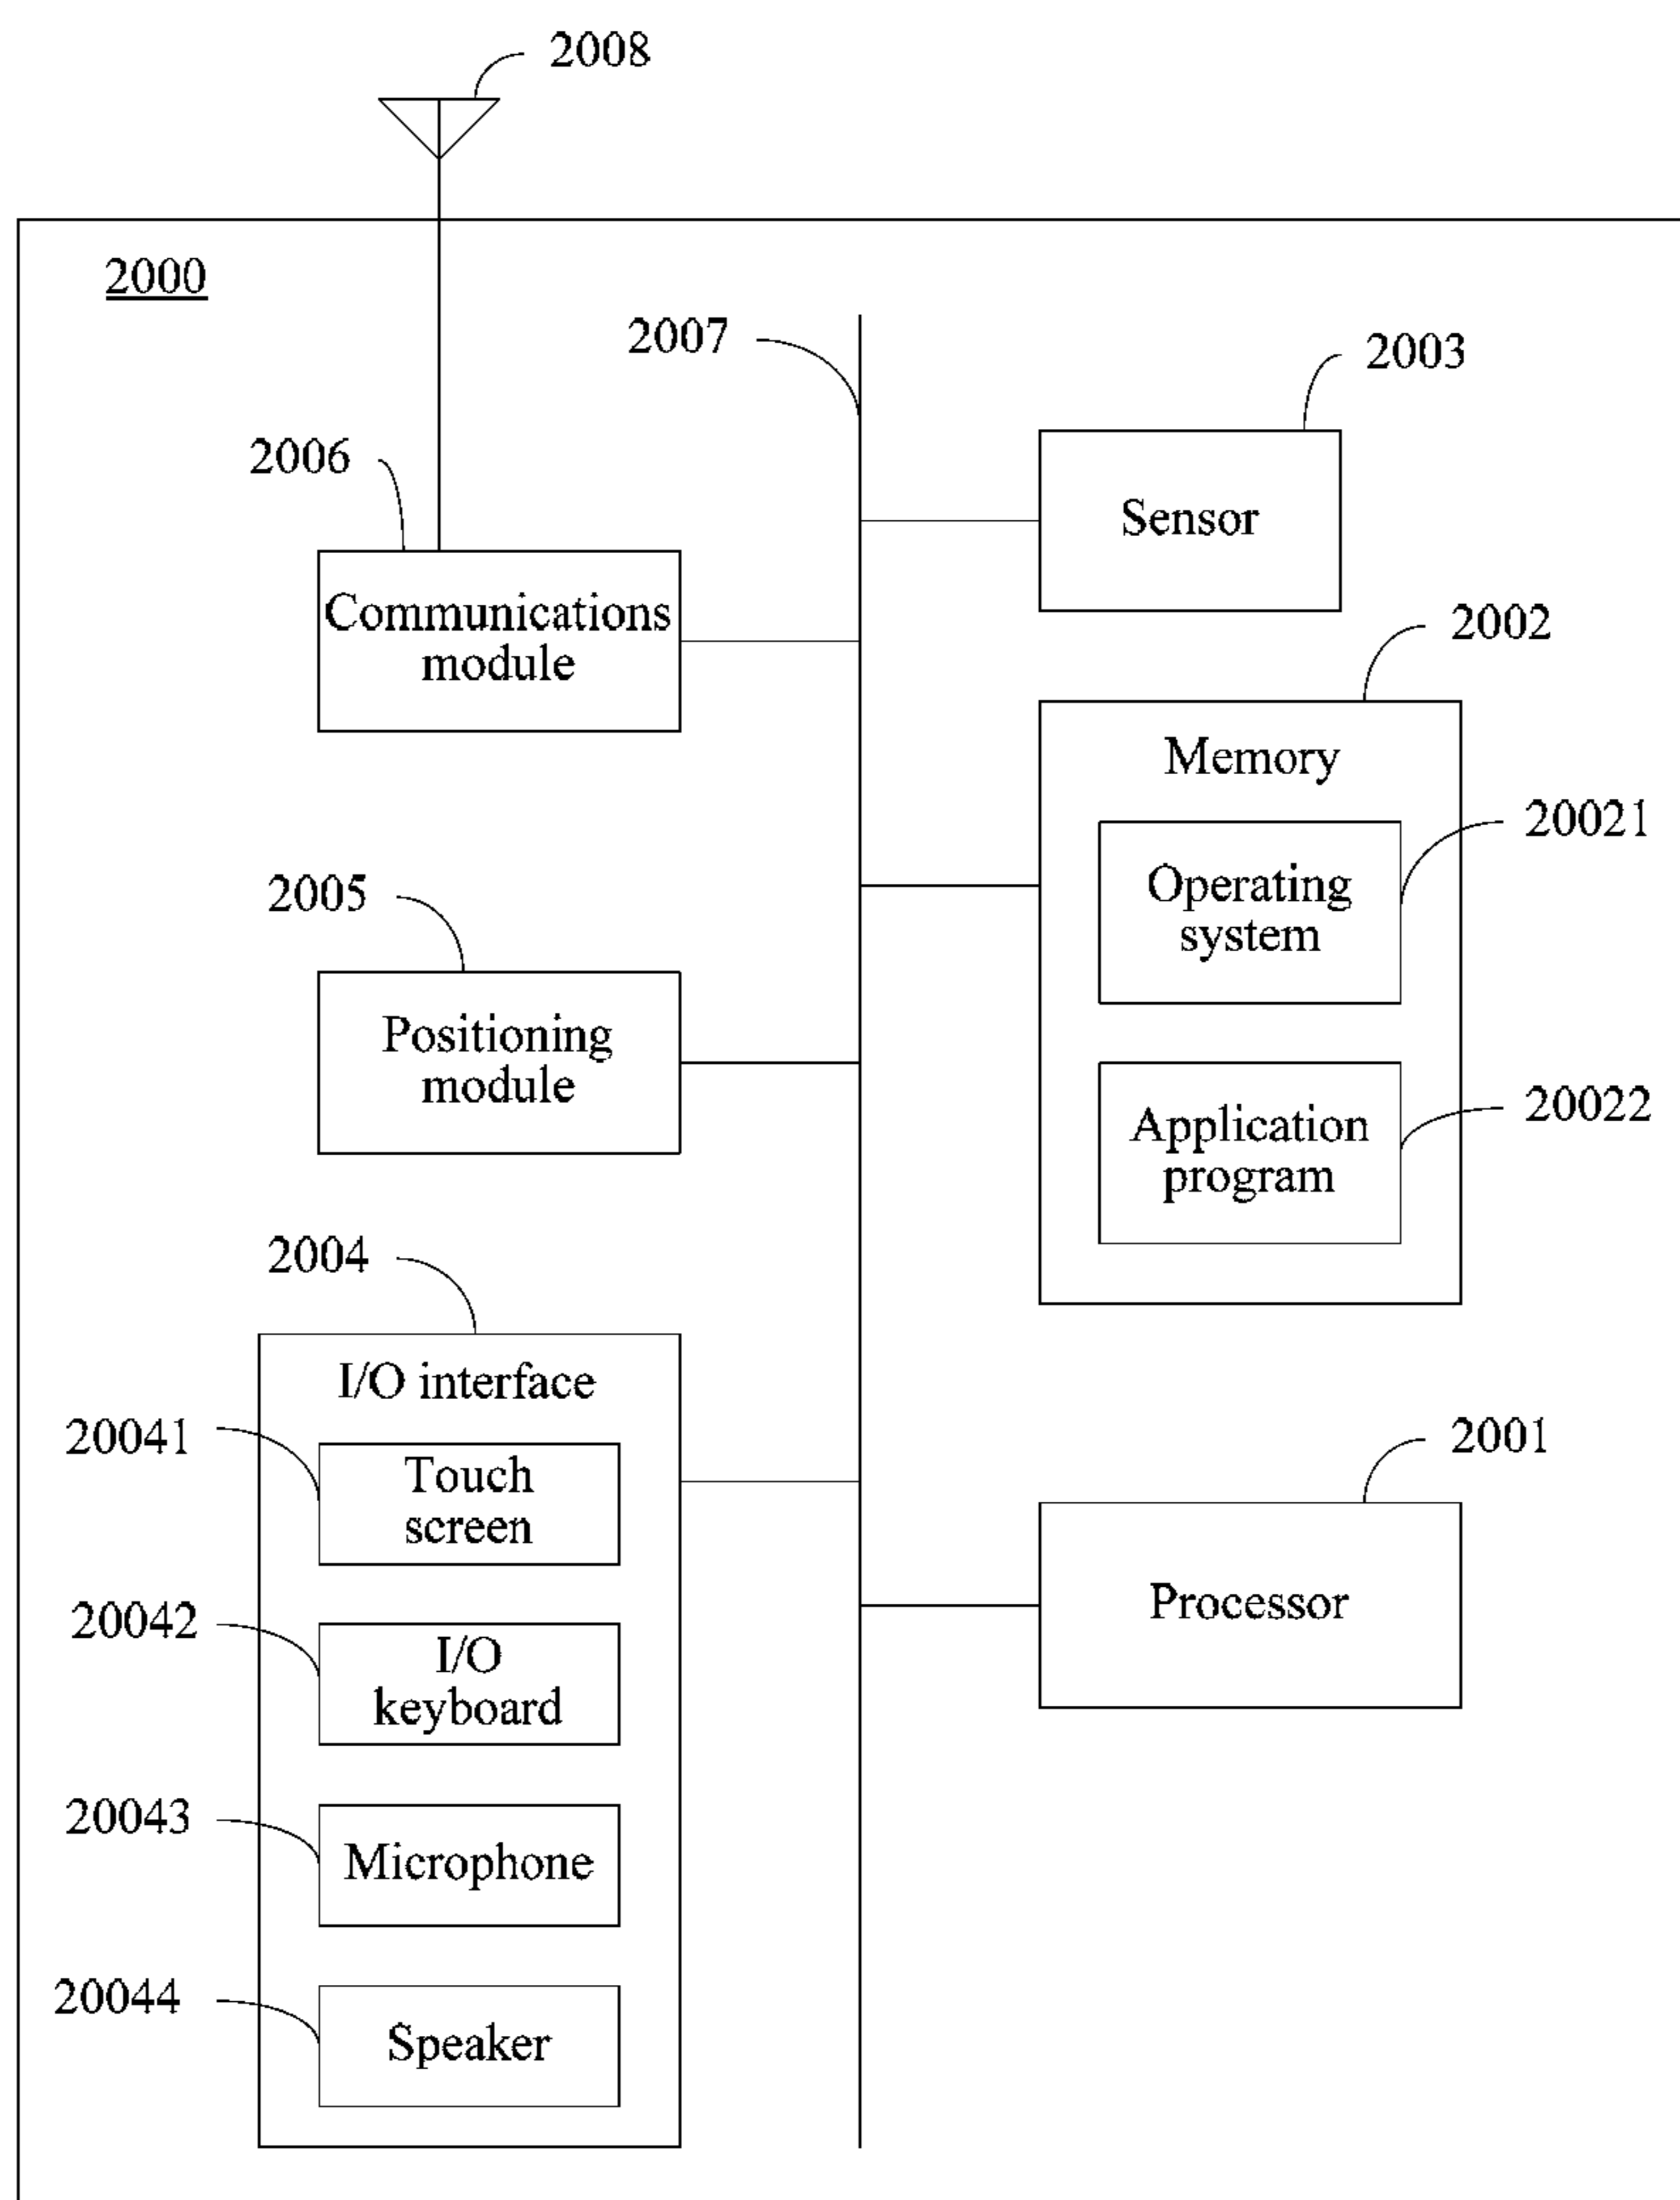 2008
2000
2007
2003
2006
Sensor
Communications
module
2002
Memory
20021
Operating
system
2005
Positioning
module
20022
Application
program
2004
I/O interface
20041
Touch
screen
2001
Processor
20042
I/O
keyboard
20043
Microphone
20044
Speaker